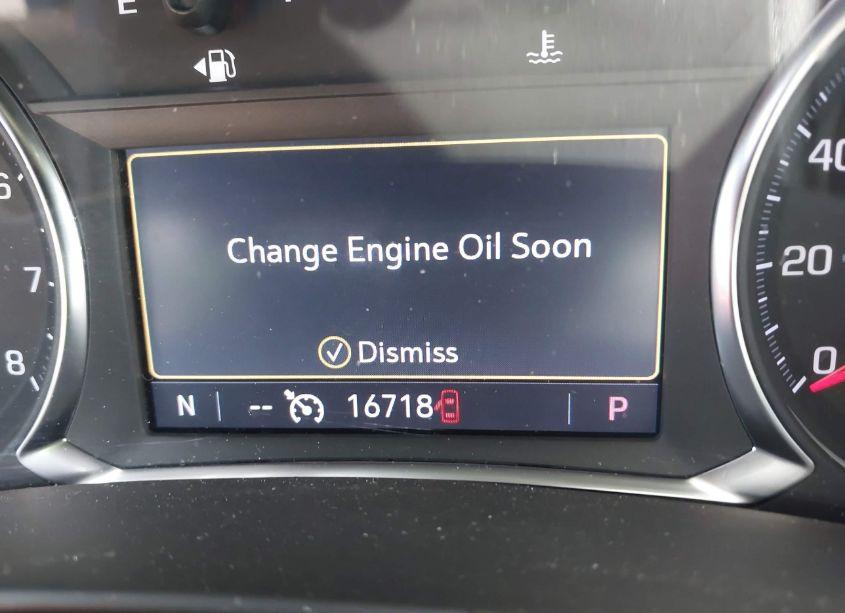 E
6
7
8
Change Engine Oil Soon
Dismiss
N -- 16718 P
40
20
0